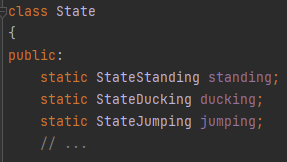 class State
{
public:
    static StateStanding standing;
    static StateDucking ducking;
    static StateJumping jumping;
    // ...